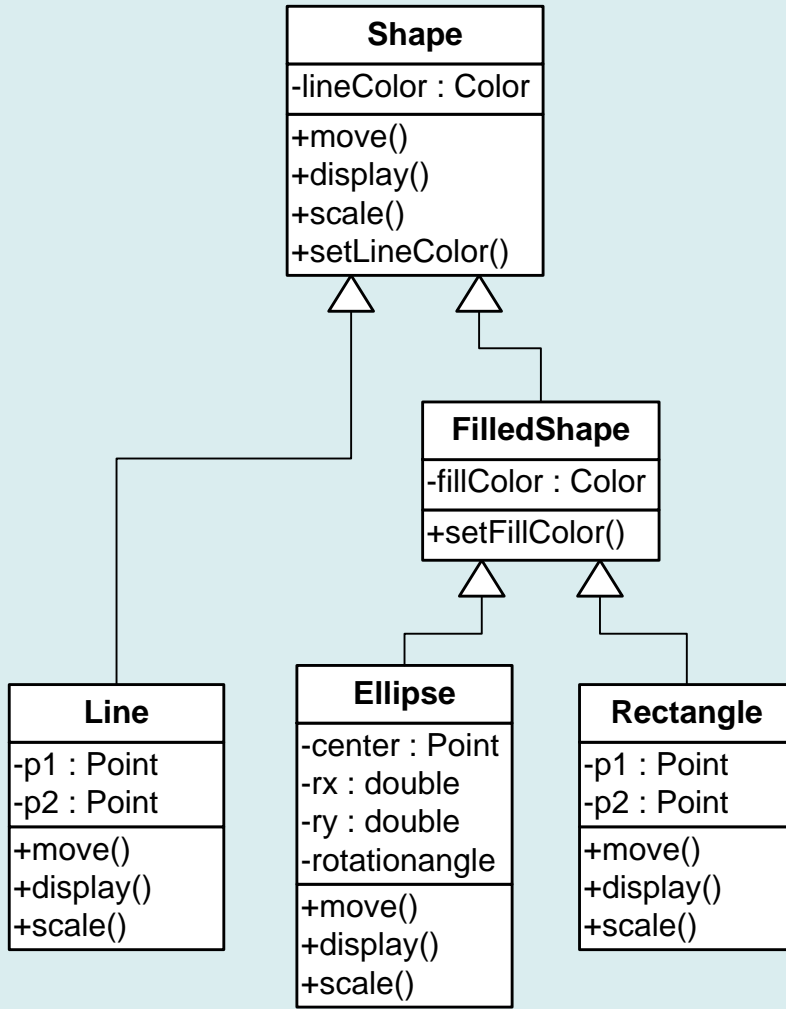 Shape
-lineColor : Color
+move()
+display()
+scale()
+setLineColor()
FilledShape
-fillColor : Color
+setFillColor()
Line
-p1 : Point
-p2 : Point
+move()
+display()
+scale()
Ellipse
-center : Point
-rx : double
-ry : double
-rotationangle
+move()
+display()
+scale()
Rectangle
-p1 : Point
-p2 : Point
+move()
+display()
+scale()